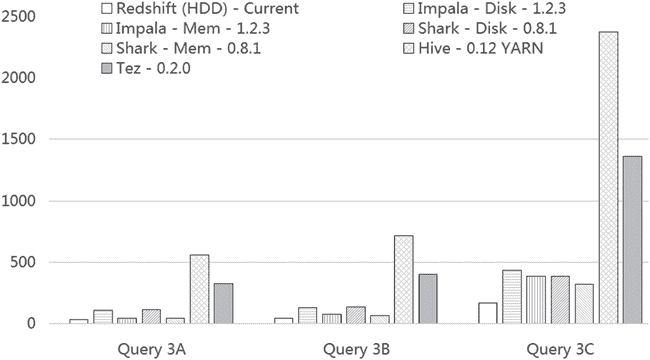 2500
2000
1500
1000
500
0
Redshift (HDD) - Current
Impala - Disk - 1.2.3
Impala - Mem - 1.2.3
Shark - Disk - 0.8.1
Shark - Mem - 0.8.1
Hive - 0.12 YARN
Tez - 0.2.0
Query 3A
Query 3B
Query 3C